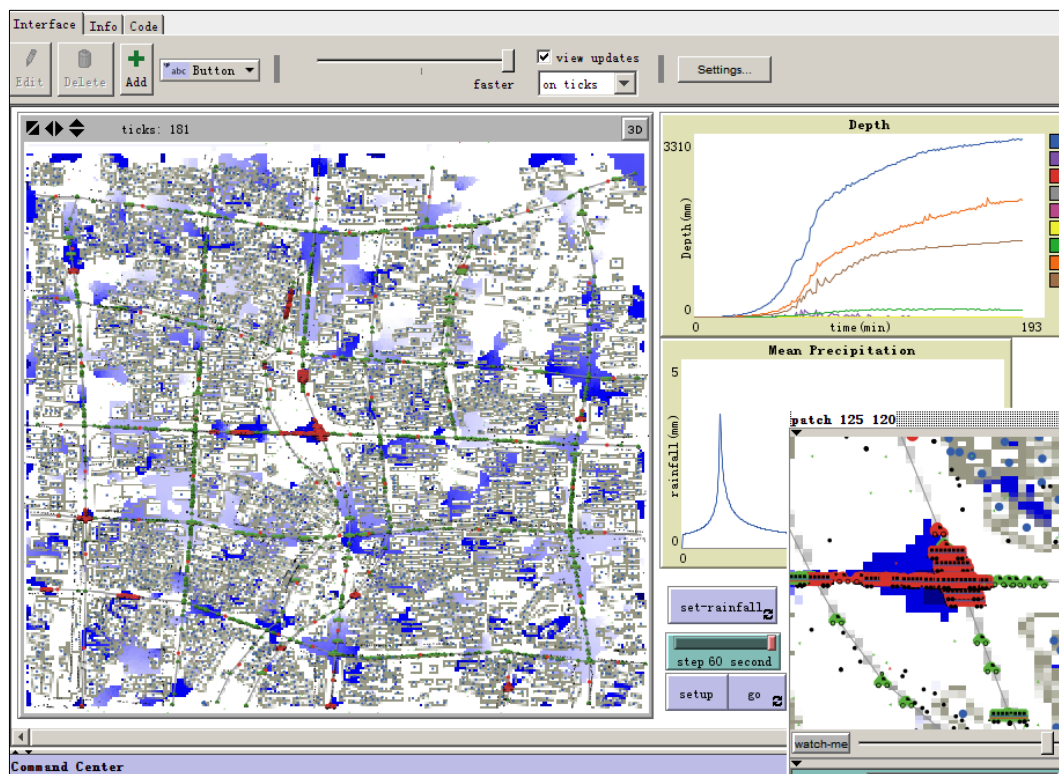 Interface Info Code
Edit Delete Add abc Button faster view updates on ticks Settings...
ticks: 181 3D
Depth
3310
Depth(mm)
0
0 time(min) 193
Mean Precipitation
5
rainfall(mm)
0
0
patch 125 120
set-rainfall
step 60 second
setup go
watch-me
Command Center